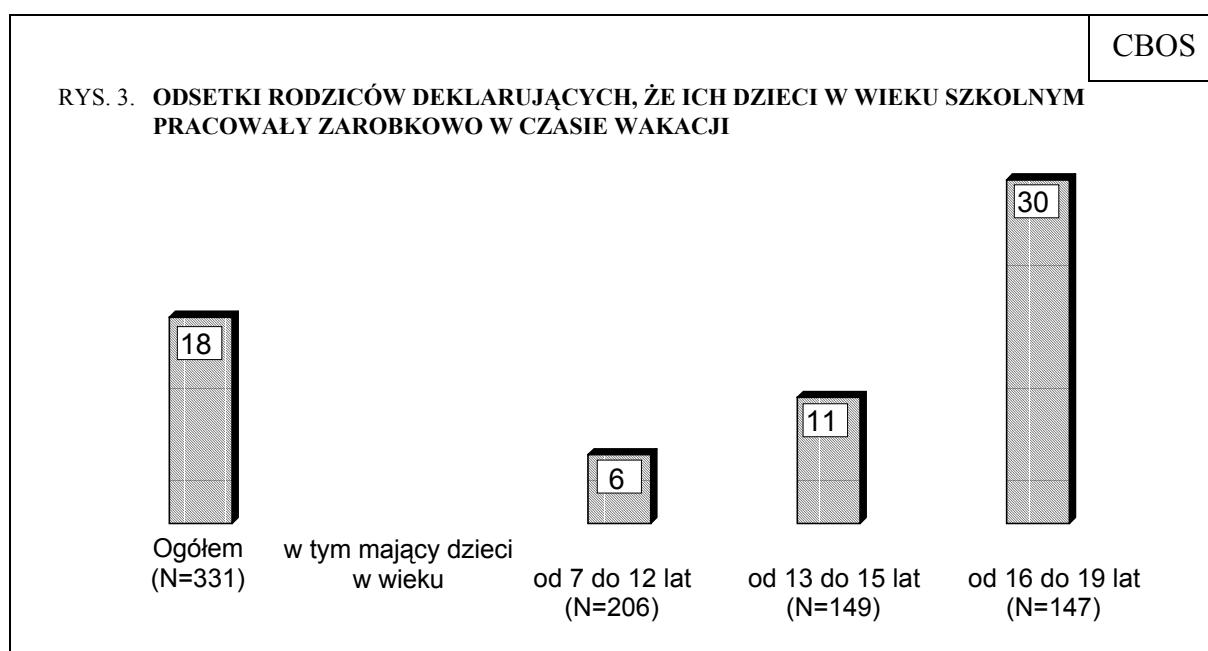 CBOS
RYS. 3. ODSETKI RODZICÓW DEKLARUJĄCYCH, ŻE ICH DZIECI W WIEKU SZKOLNYM
PRACOWAŁY ZAROBKOWO W CZASIE WAKACJI
18
6
11
30
Ogółem
(N=331)
w tym mający dzieci
w wieku
od 7 do 12 lat
(N=206)
od 13 do 15 lat
(N=149)
od 16 do 19 lat
(N=147)